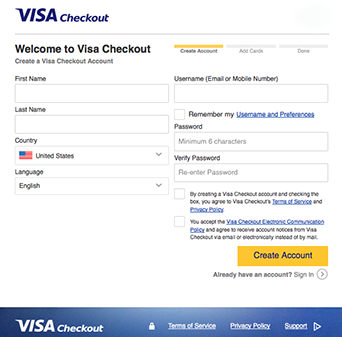 VISA Checkout
Welcome to Visa Checkout
Create a Visa Checkout Account
Create Account
Add Cards
Done
First Name
Last Name
Country
United States
Language
English
Username (Email or Mobile Number)
Remember my Username and Preferences
Password
Minimum 6 characters
Verify Password
Re-enter Password
By creating a Visa Checkout account and checking the
box, you agree to Visa Checkout's Terms of Service and
Privacy Policy
You accept the Visa Checkout Electronic Communication
Policy and agree to receive account notices from Visa
Checkout via email or electronically instead of by mail.
Create Account
Already have an account? Sign In
VISA Checkout
Terms of Service
Privacy Policy
Support